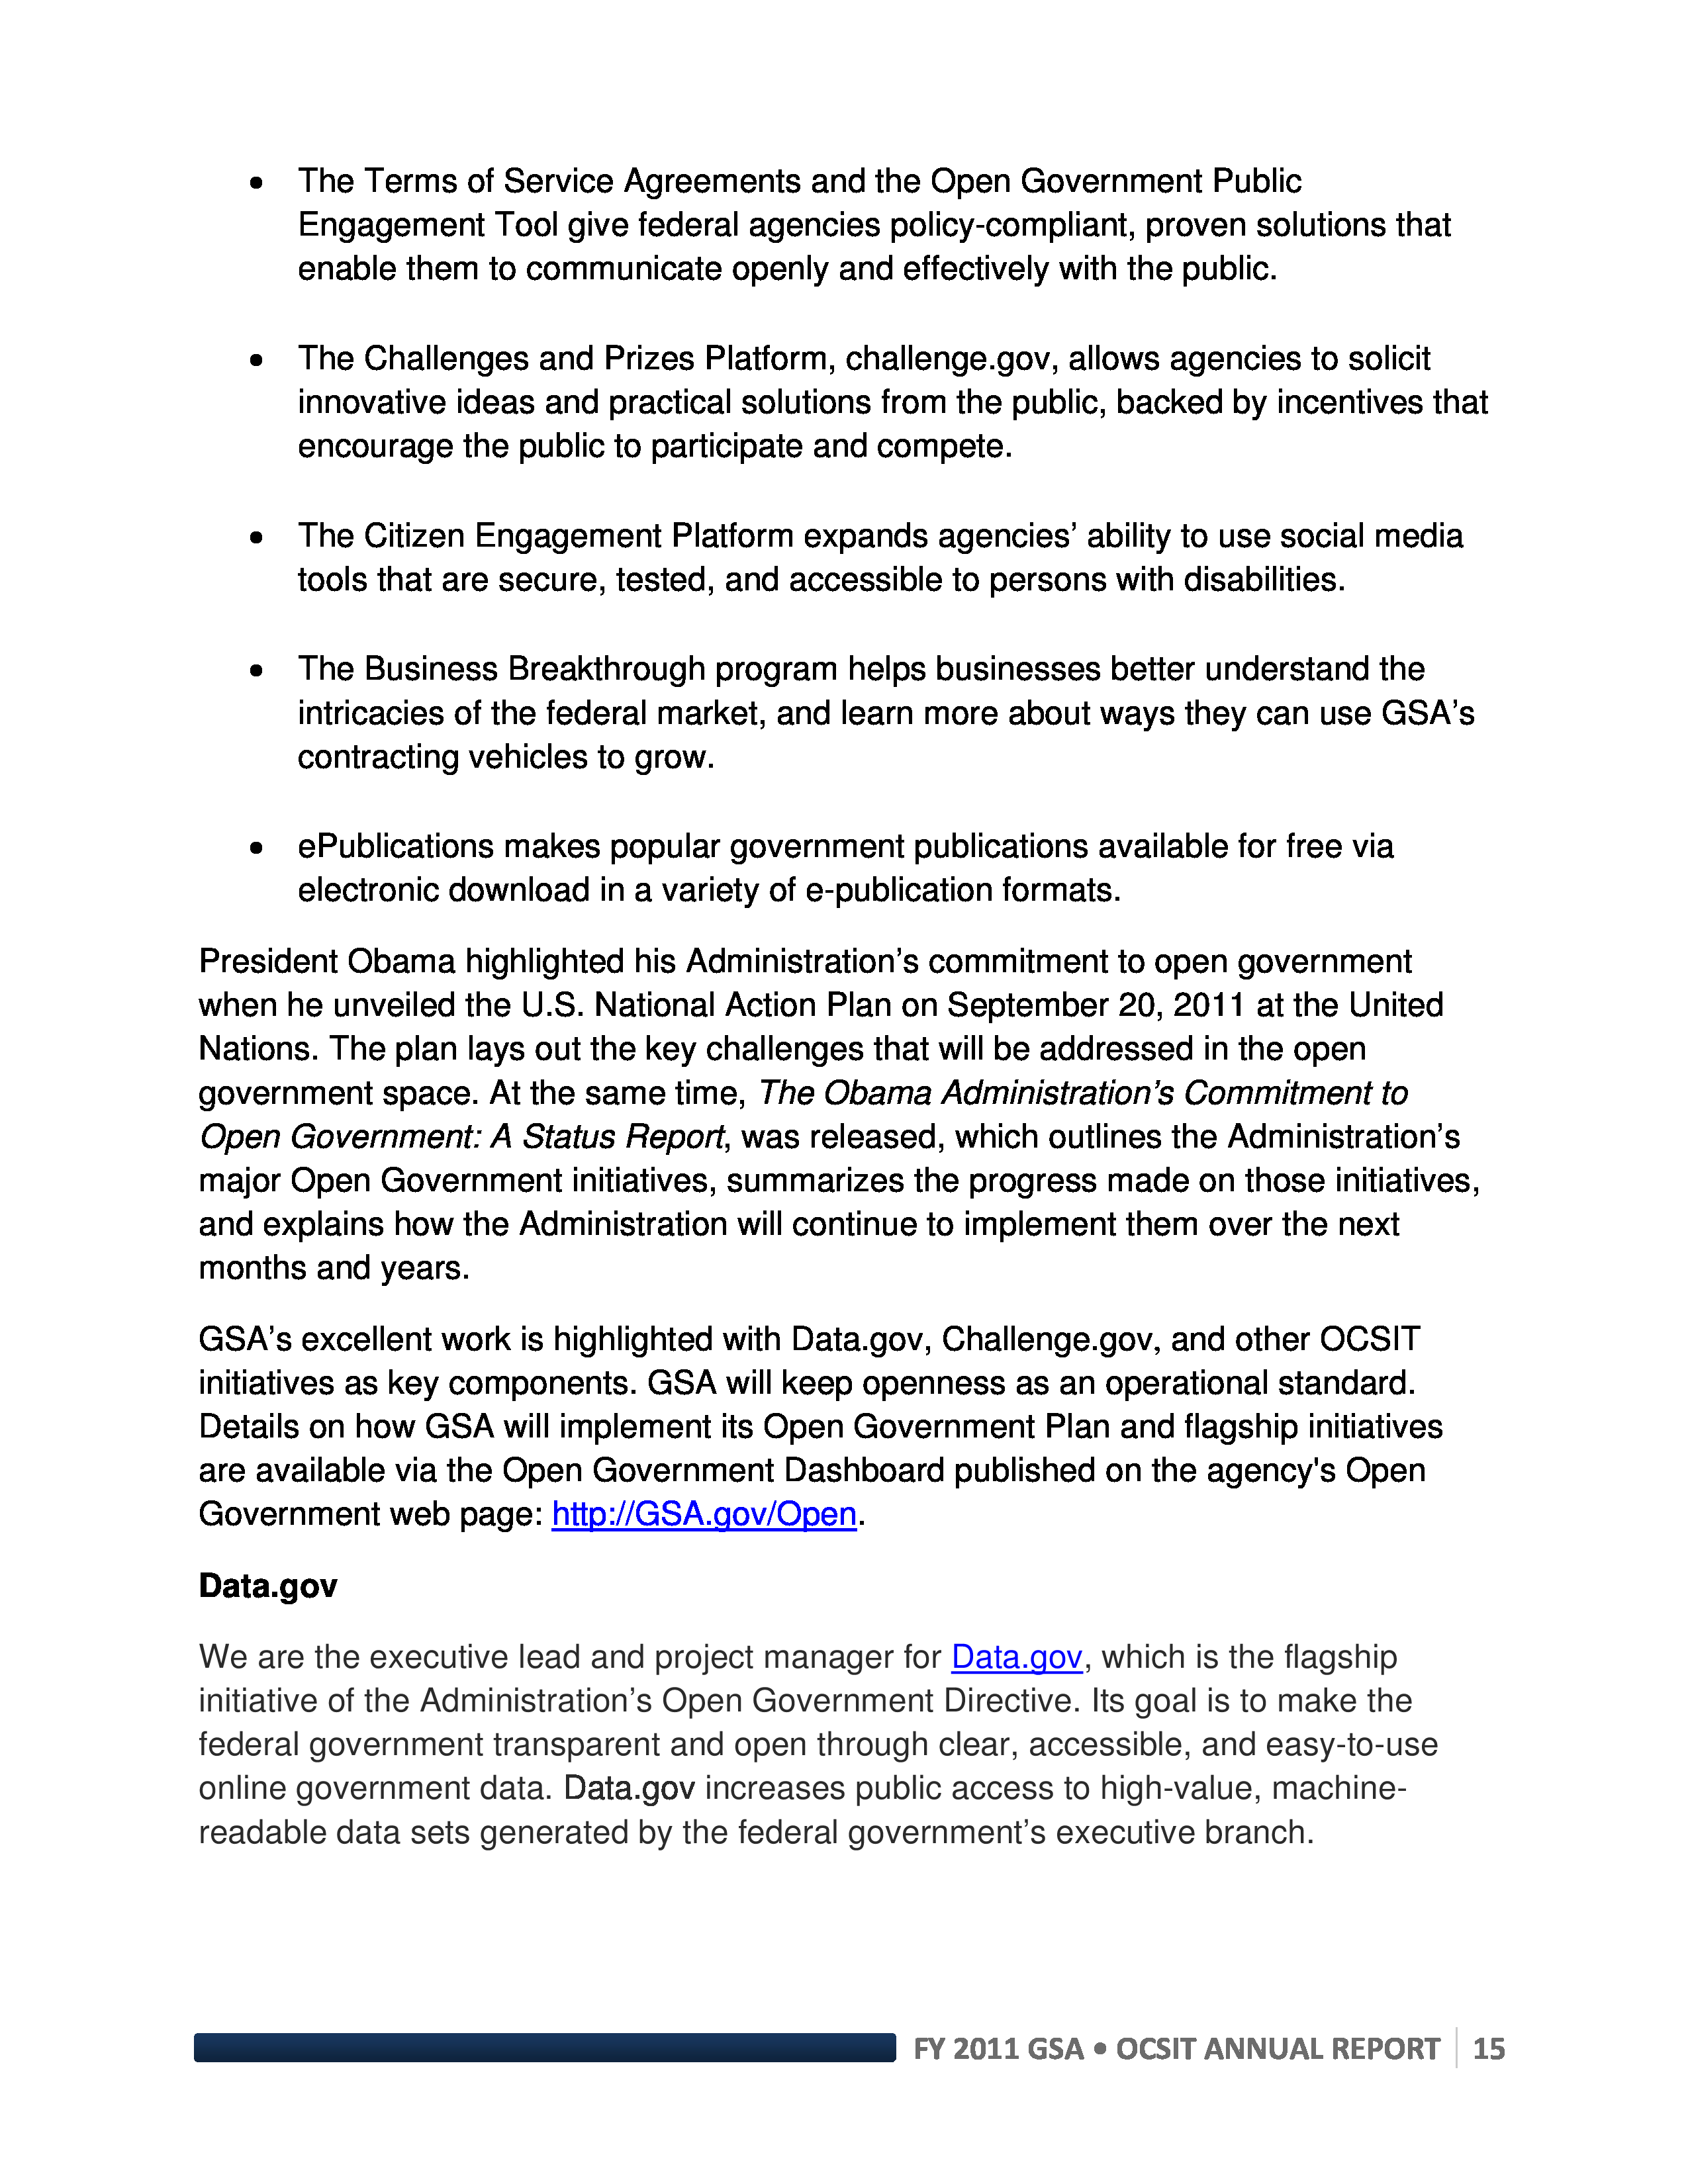 • The Terms of Service Agreements and the Open Government Public
Engagement Tool give federal agencies policy-compliant, proven solutions that
enable them to communicate openly and effectively with the public.
• The Challenges and Prizes Platform, challenge.gov, allows agencies to solicit
innovative ideas and practical solutions from the public, backed by incentives that
encourage the public to participate and compete.
• The Citizen Engagement Platform expands agencies’ ability to use social media
tools that are secure, tested, and accessible to persons with disabilities.
• The Business Breakthrough program helps businesses better understand the
intricacies of the federal market, and learn more about ways they can use GSA’s
contracting vehicles to grow.
• ePublications makes popular government publications available for free via
electronic download in a variety of e-publication formats.
President Obama highlighted his Administration’s commitment to open government
when he unveiled the U.S. National Action Plan on September 20, 2011 at the United
Nations. The plan lays out the key challenges that will be addressed in the open
government space. At the same time, The Obama Administration’s Commitment to
Open Government: A Status Report, was released, which outlines the Administration’s
major Open Government initiatives, summarizes the progress made on those initiatives,
and explains how the Administration will continue to implement them over the next
months and years.
GSA’s excellent work is highlighted with Data.gov, Challenge.gov, and other OCSIT
initiatives as key components. GSA will keep openness as an operational standard.
Details on how GSA will implement its Open Government Plan and flagship initiatives
are available via the Open Government Dashboard published on the agency's Open
Government web page: http://GSA.gov/Open.
Data.gov
We are the executive lead and project manager for Data.gov, which is the flagship
initiative of the Administration’s Open Government Directive. Its goal is to make the
federal government transparent and open through clear, accessible, and easy-to-use
online government data. Data.gov increases public access to high-value, machine-
readable data sets generated by the federal government’s executive branch.
FY 2011 GSA • OCSIT ANNUAL REPORT 15